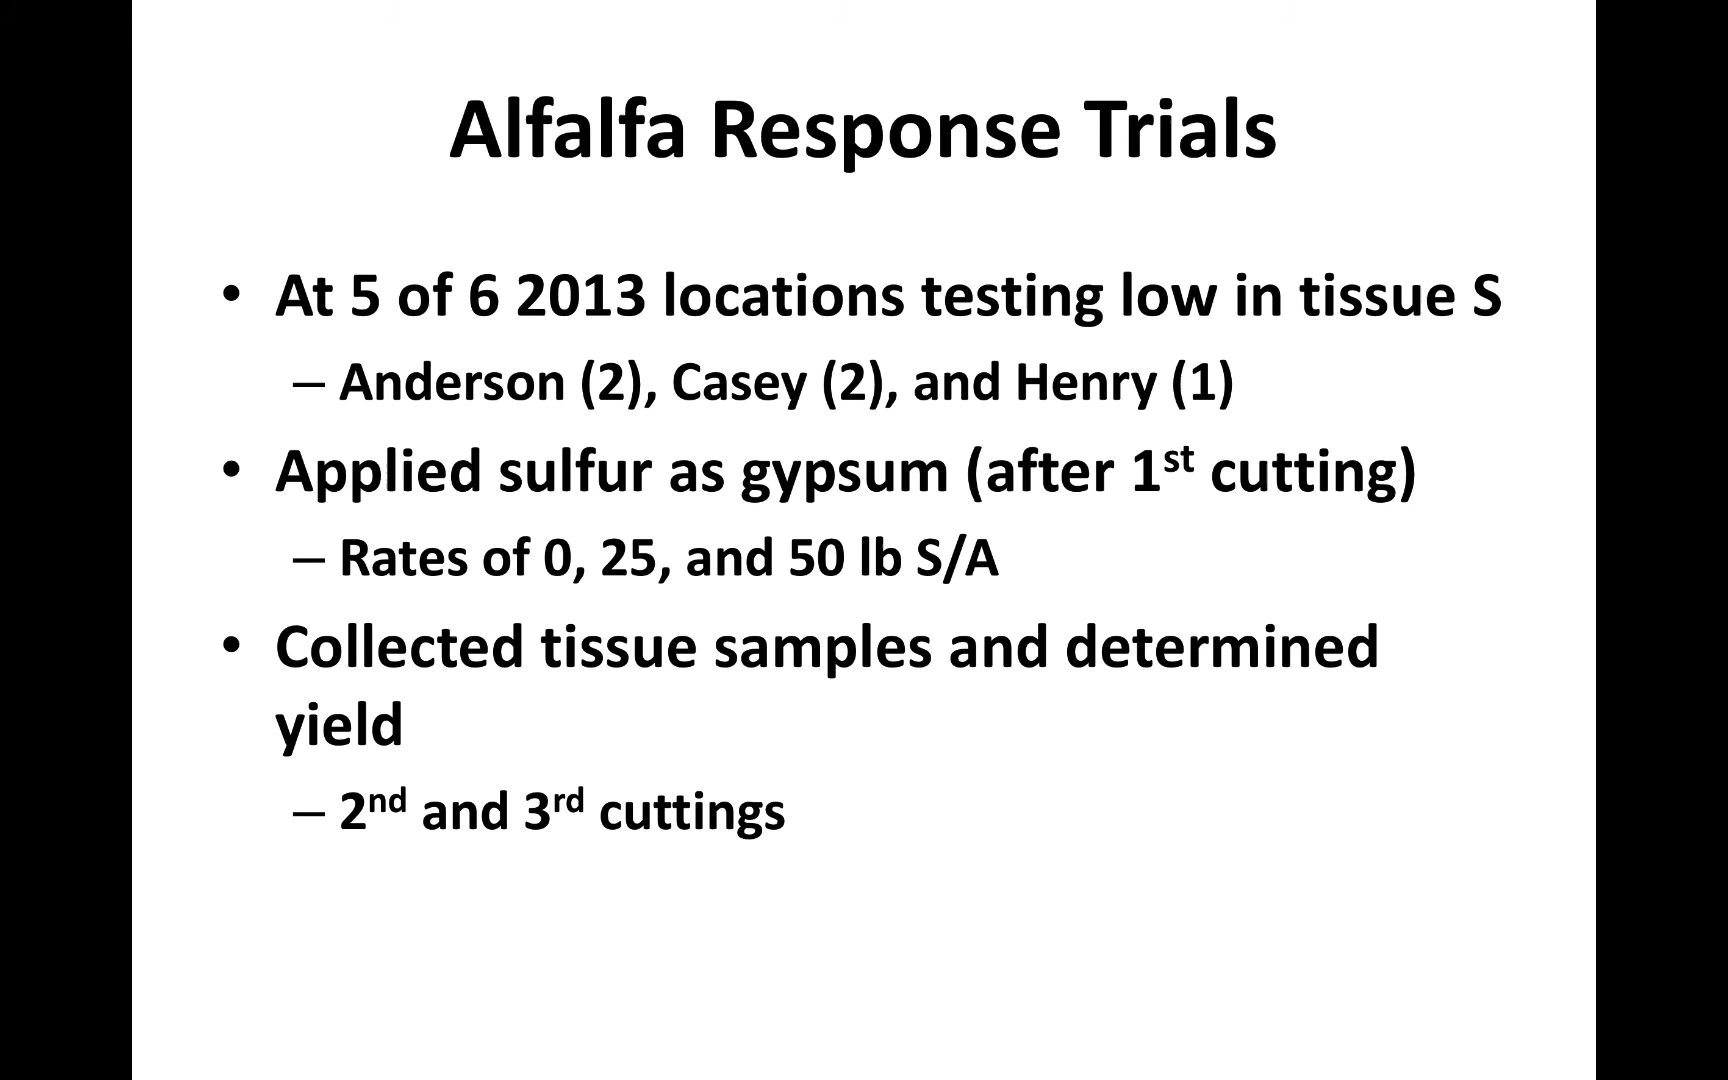 Alfalfa Response Trials
• At 5 of 6 2013 locations testing low in tissue S
– Anderson (2), Casey (2), and Henry (1)
• Applied sulfur as gypsum (after 1st cutting)
– Rates of 0, 25, and 50 lb S/A
• Collected tissue samples and determined
yield
– 2nd and 3rd cuttings